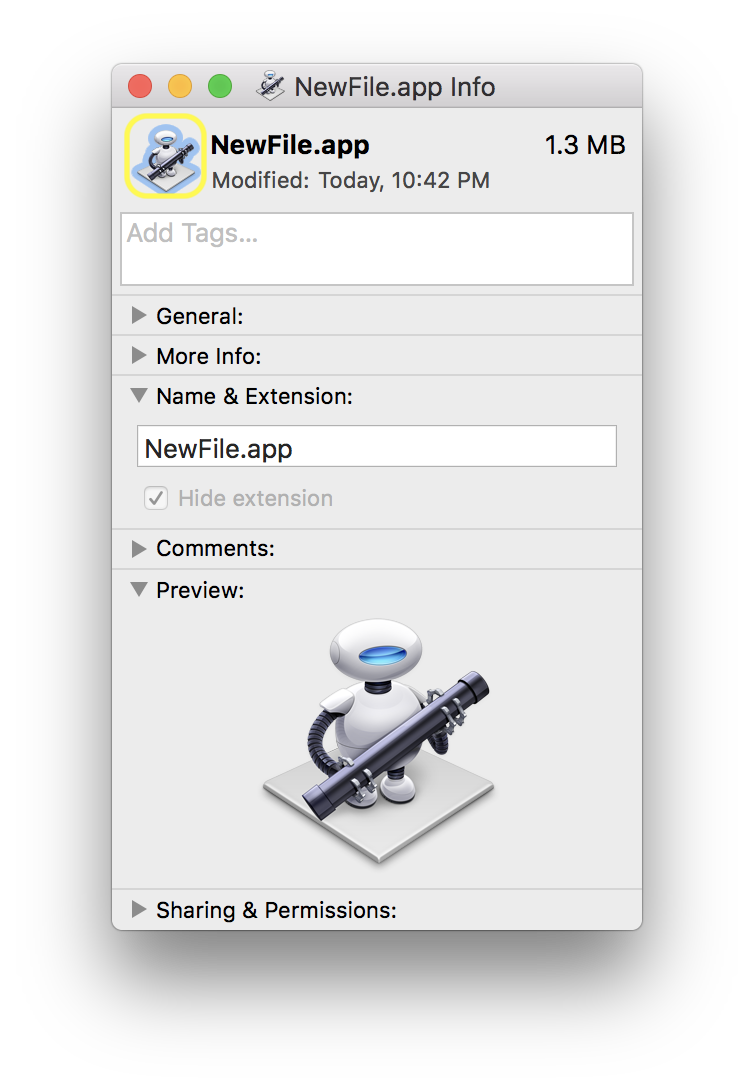 NewFile.app Info
NewFile.app 1.3 MB
Modified: Today, 10:42 PM
Add Tags...
General:
More Info:
Name & Extension:
NewFile.app
Hide extension
Comments:
Preview:
Sharing & Permissions: